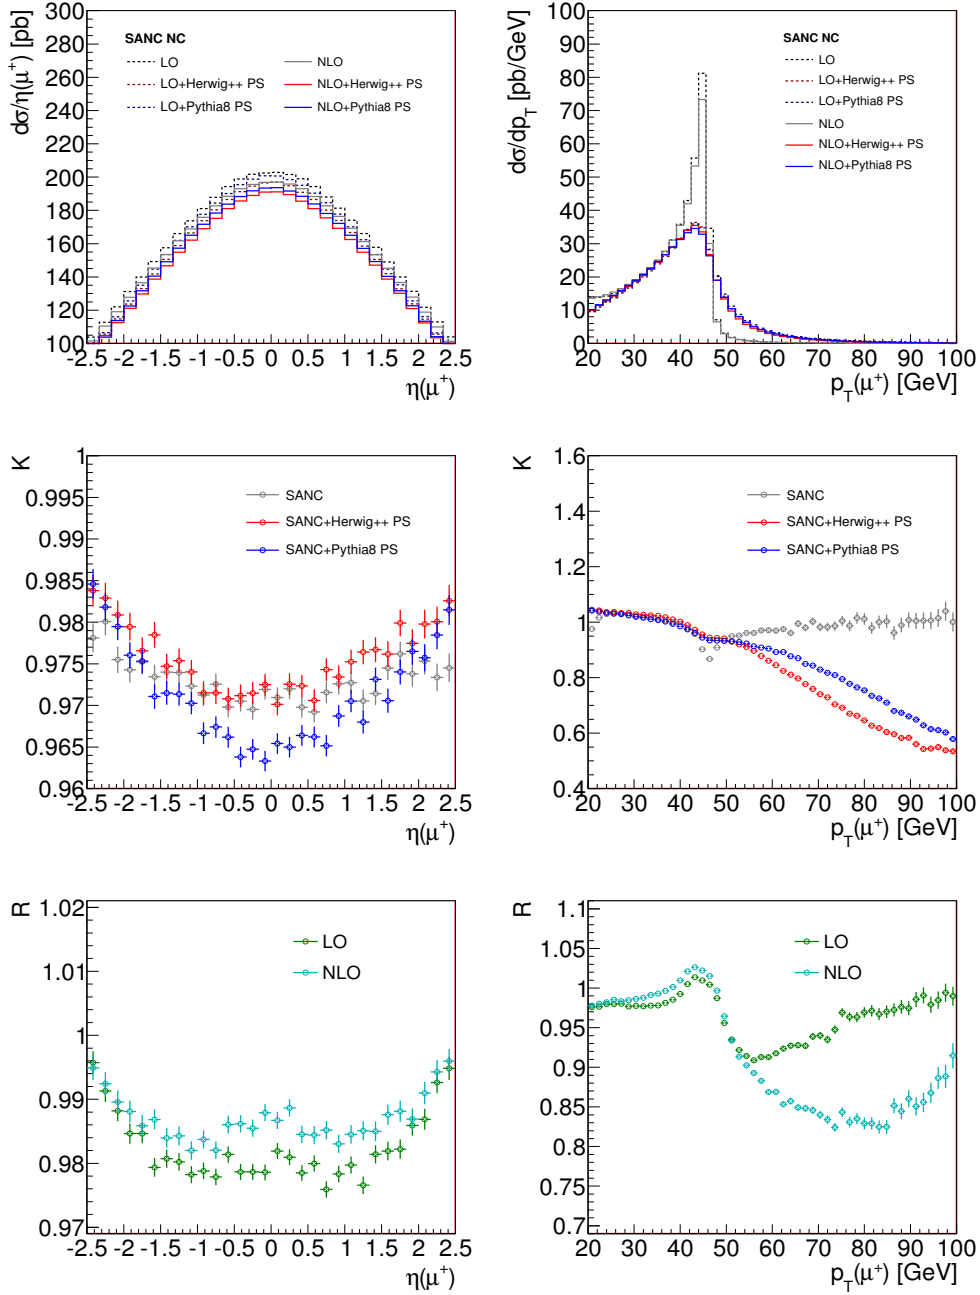 dσ/η(μ⁺) [pb]
300
280
260
240
220
200
180
160
140
120
100
SANC NC
LO
LO+Herwig++ PS
LO+Pythia8 PS
NLO
NLO+Herwig++ PS
NLO+Pythia8 PS
-2.5 -2 -1.5 -1 -0.5 0 0.5 1 1.5 2 2.5
η(μ⁺)
dσ/dp_T [pb/GeV]
100
90
80
70
60
50
40
30
20
10
0
SANC NC
LO
LO+Herwig++ PS
LO+Pythia8 PS
NLO
NLO+Herwig++ PS
NLO+Pythia8 PS
20 30 40 50 60 70 80 90 100
p_T(μ⁺) [GeV]
K
1
0.995
0.99
0.985
0.98
0.975
0.97
0.965
0.96
SANC
SANC+Herwig++ PS
SANC+Pythia8 PS
-2.5 -2 -1.5 -1 -0.5 0 0.5 1 1.5 2 2.5
η(μ⁺)
K
1.6
1.4
1.2
1
0.8
0.6
0.4
SANC
SANC+Herwig++ PS
SANC+Pythia8 PS
20 30 40 50 60 70 80 90 100
p_T(μ⁺) [GeV]
R
1.02
1.01
1
0.99
0.98
0.97
LO
NLO
-2.5 -2 -1.5 -1 -0.5 0 0.5 1 1.5 2 2.5
η(μ⁺)
R
1.1
1.05
1
0.95
0.9
0.85
0.8
0.75
0.7
LO
NLO
20 30 40 50 60 70 80 90 100
p_T(μ⁺) [GeV]